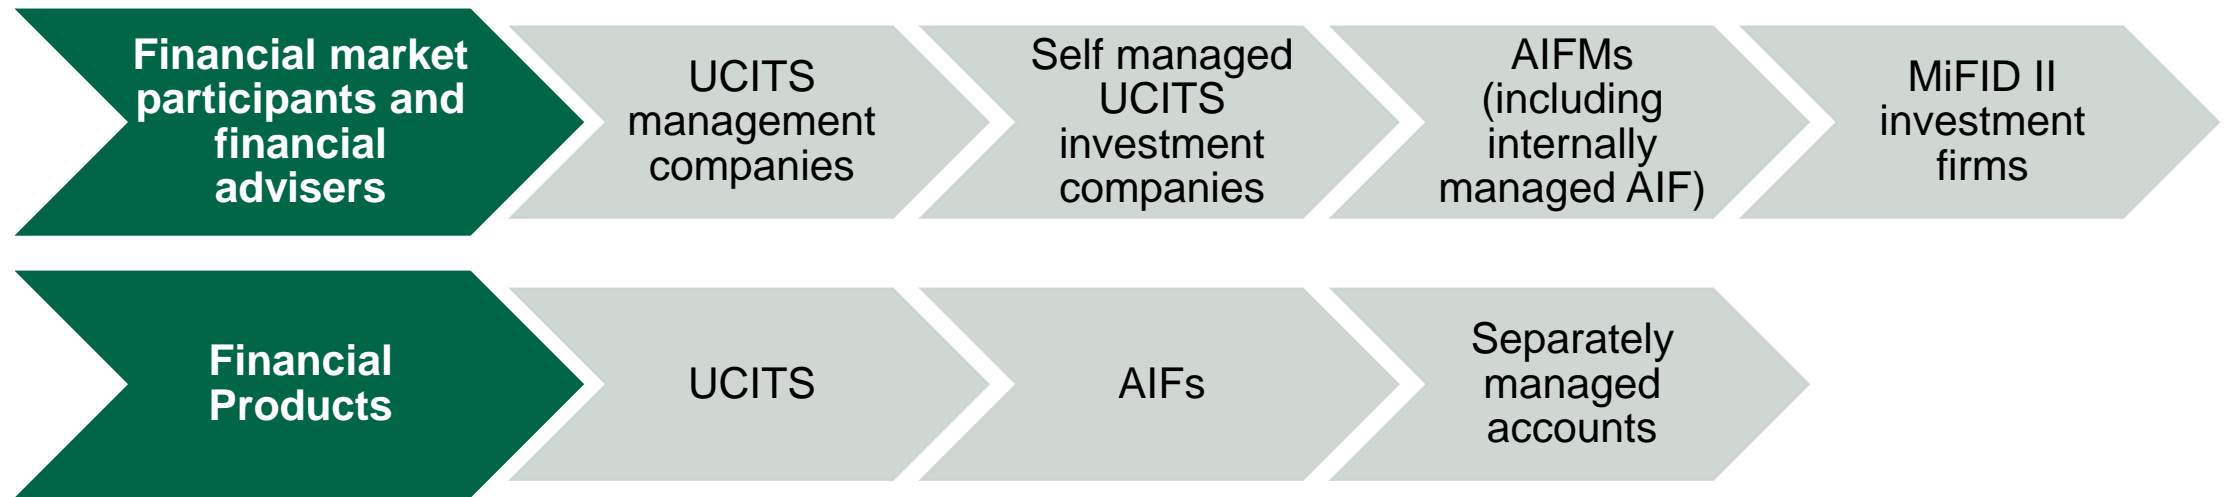 Financial market
participants and
financial
advisers
UCITS
management
companies
Self managed
UCITS
investment
companies
AIFMs
(including
internally
managed AIF)
MiFID II
investment
firms
Financial
Products
UCITS
AIFs
Separately
managed
accounts